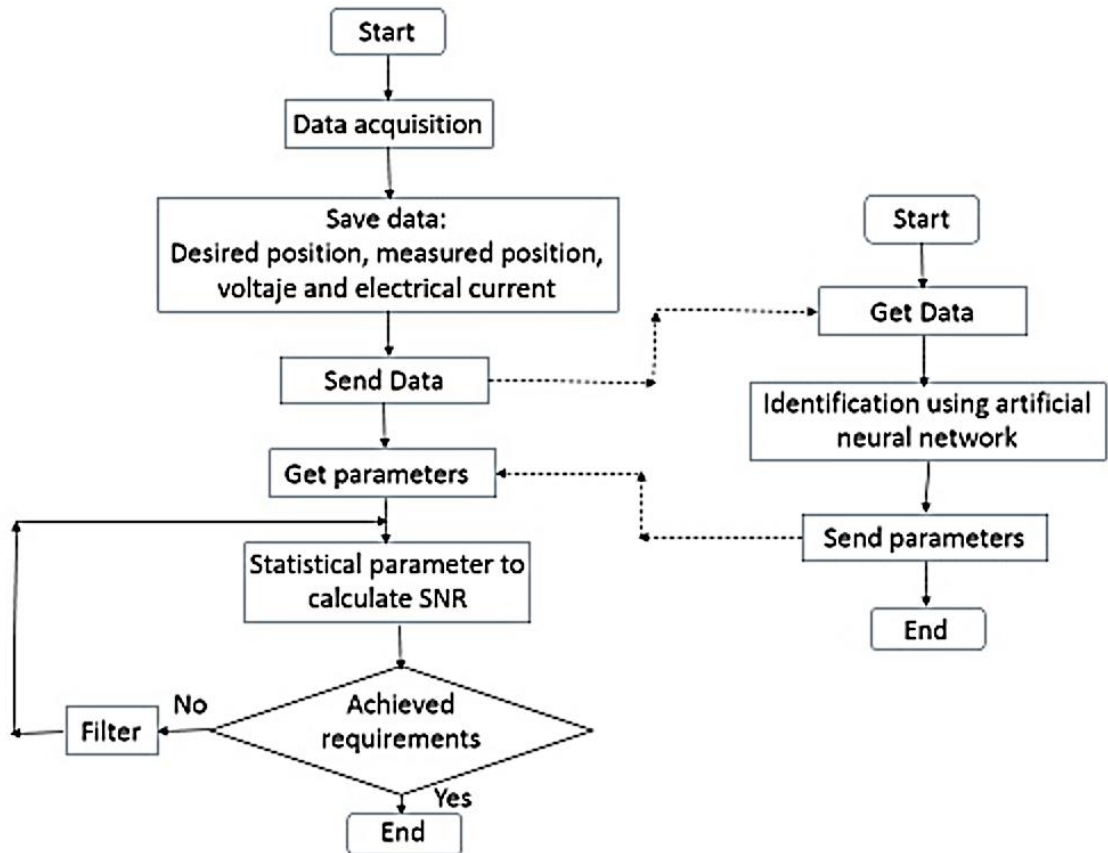 Start
Data acquisition
Save data:
Desired position, measured position,
voltaje and electrical current
Send Data
Get parameters
Statistical parameter to
calculate SNR
Achieved
requirements
No
Filter
Yes
End
Start
Get Data
Identification using artificial
neural network
Send parameters
End